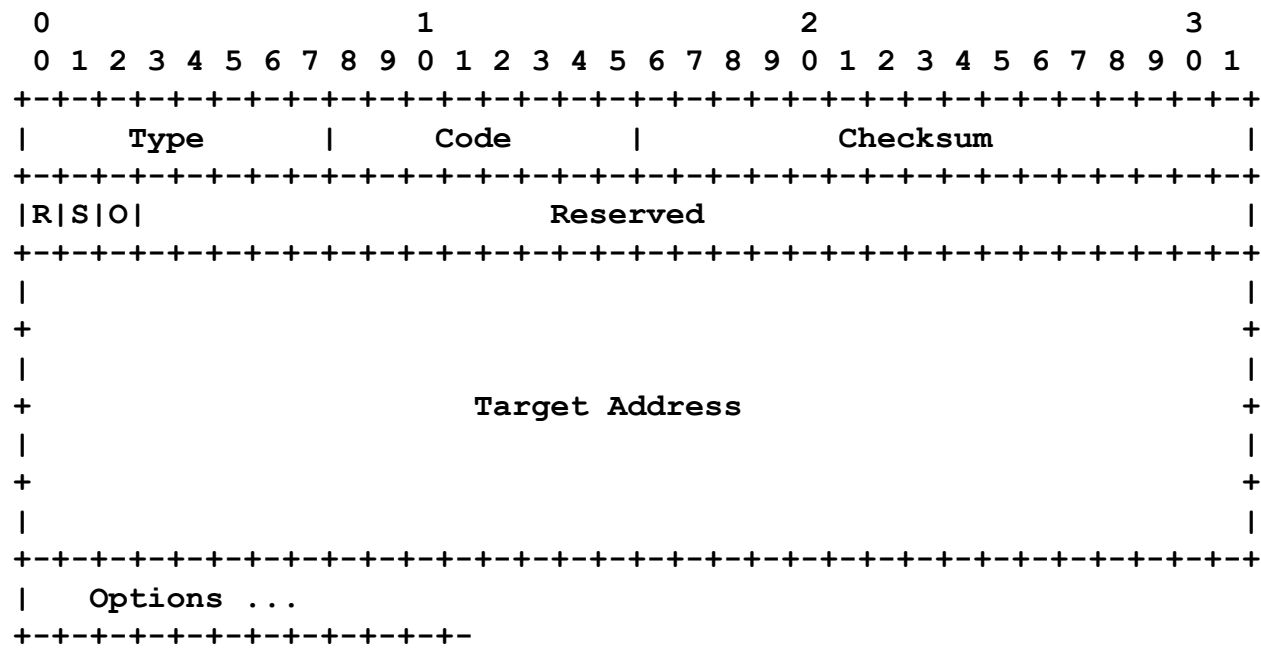 0                   1                   2                   3
 0 1 2 3 4 5 6 7 8 9 0 1 2 3 4 5 6 7 8 9 0 1 2 3 4 5 6 7 8 9 0 1
+-+-+-+-+-+-+-+-+-+-+-+-+-+-+-+-+-+-+-+-+-+-+-+-+-+-+-+-+-+-+-+-+
|     Type      |     Code      |          Checksum             |
+-+-+-+-+-+-+-+-+-+-+-+-+-+-+-+-+-+-+-+-+-+-+-+-+-+-+-+-+-+-+-+-+
|R|S|O|                     Reserved                            |
+-+-+-+-+-+-+-+-+-+-+-+-+-+-+-+-+-+-+-+-+-+-+-+-+-+-+-+-+-+-+-+-+
|                                                               |
+                                                               +
|                                                               |
+                       Target Address                          +
|                                                               |
+                                                               +
|                                                               |
+-+-+-+-+-+-+-+-+-+-+-+-+-+-+-+-+-+-+-+-+-+-+-+-+-+-+-+-+-+-+-+-+
|   Options ...
+-+-+-+-+-+-+-+-+-+-+-+-